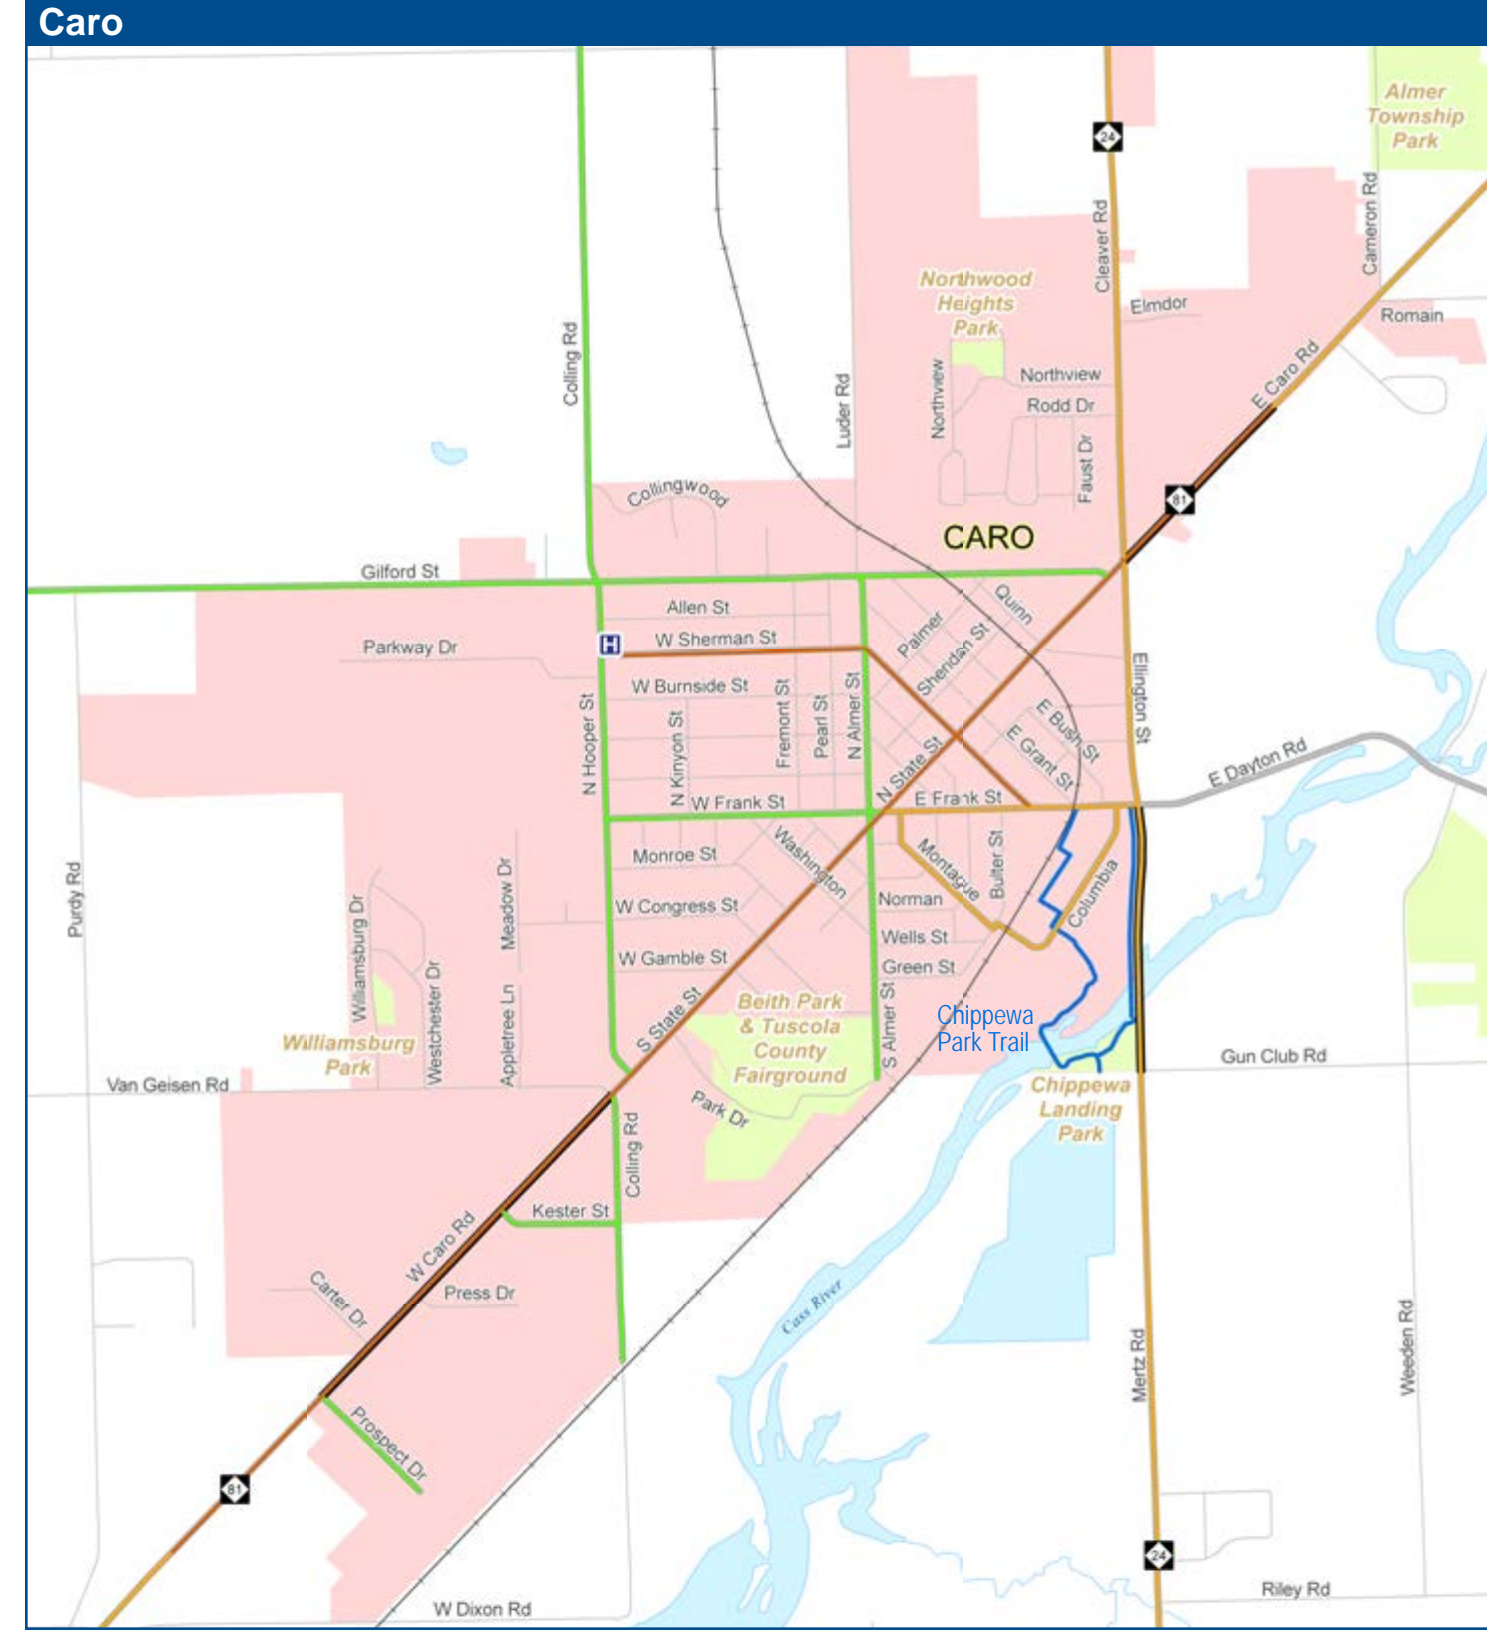 Caro
Almer
Township
Park
24
Cleaver Rd
Cameron Rd
Northwood
Heights
Park
Elmdor
Romain
Colling Rd
Luder Rd
Northview
Northview
Rodd Dr
Faust Dr
E Caro Rd
81
Collingwood
CARO
Gilford St
Allen St
Quinn
Palmer
Sheridan St
W Sherman St
H
Parkway Dr
W Burnside St
N Hooper St
N Kinyon St
Fremont St
Pearl St
N Almer St
N State St
E Bush St
E Grant St
Ellington St
E Dayton Rd
W Frank St
E Frank St
Monroe St
Washington
Montague
Bulter St
Columbia
Purdy Rd
Meadow Dr
Williamsburg Dr
W Congress St
Norman
Wells St
W Gamble St
Green St
Westchester Dr
Appletree Ln
S State St
Beith Park
& Tuscola
County
Fairground
S Almer St
Chippewa
Park Trail
Williamsburg
Park
Gun Club Rd
Van Geisen Rd
Chippewa
Landing
Park
Park Dr
Colling Rd
Kester St
W Caro Rd
Press Dr
Carter Dr
Cass River
Mertz Rd
Weeden Rd
Prospect Dr
81
24
Riley Rd
W Dixon Rd